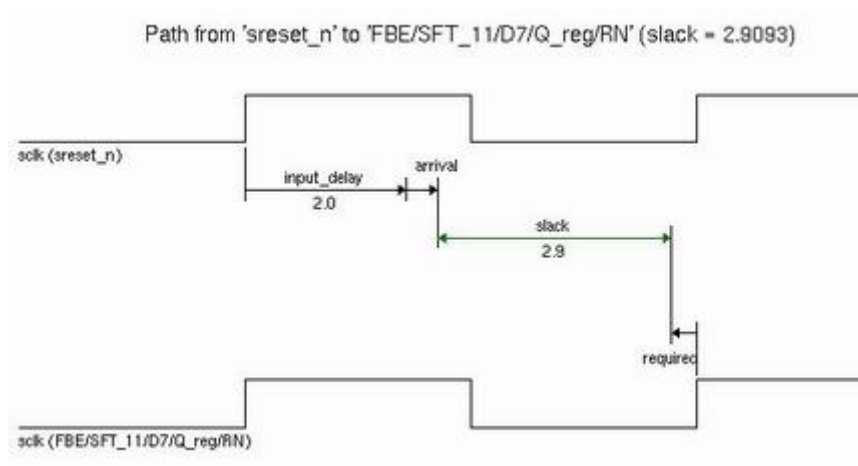 Path from 'sreset_n' to 'FBE/SFT_11/D7/Q_reg/RN' (slack = 2.9093)
sclk (sreset_n)
arrival
input_delay
2.0
slack
2.9
required
sclk (FBE/SFT_11/D7/Q_reg/RN)